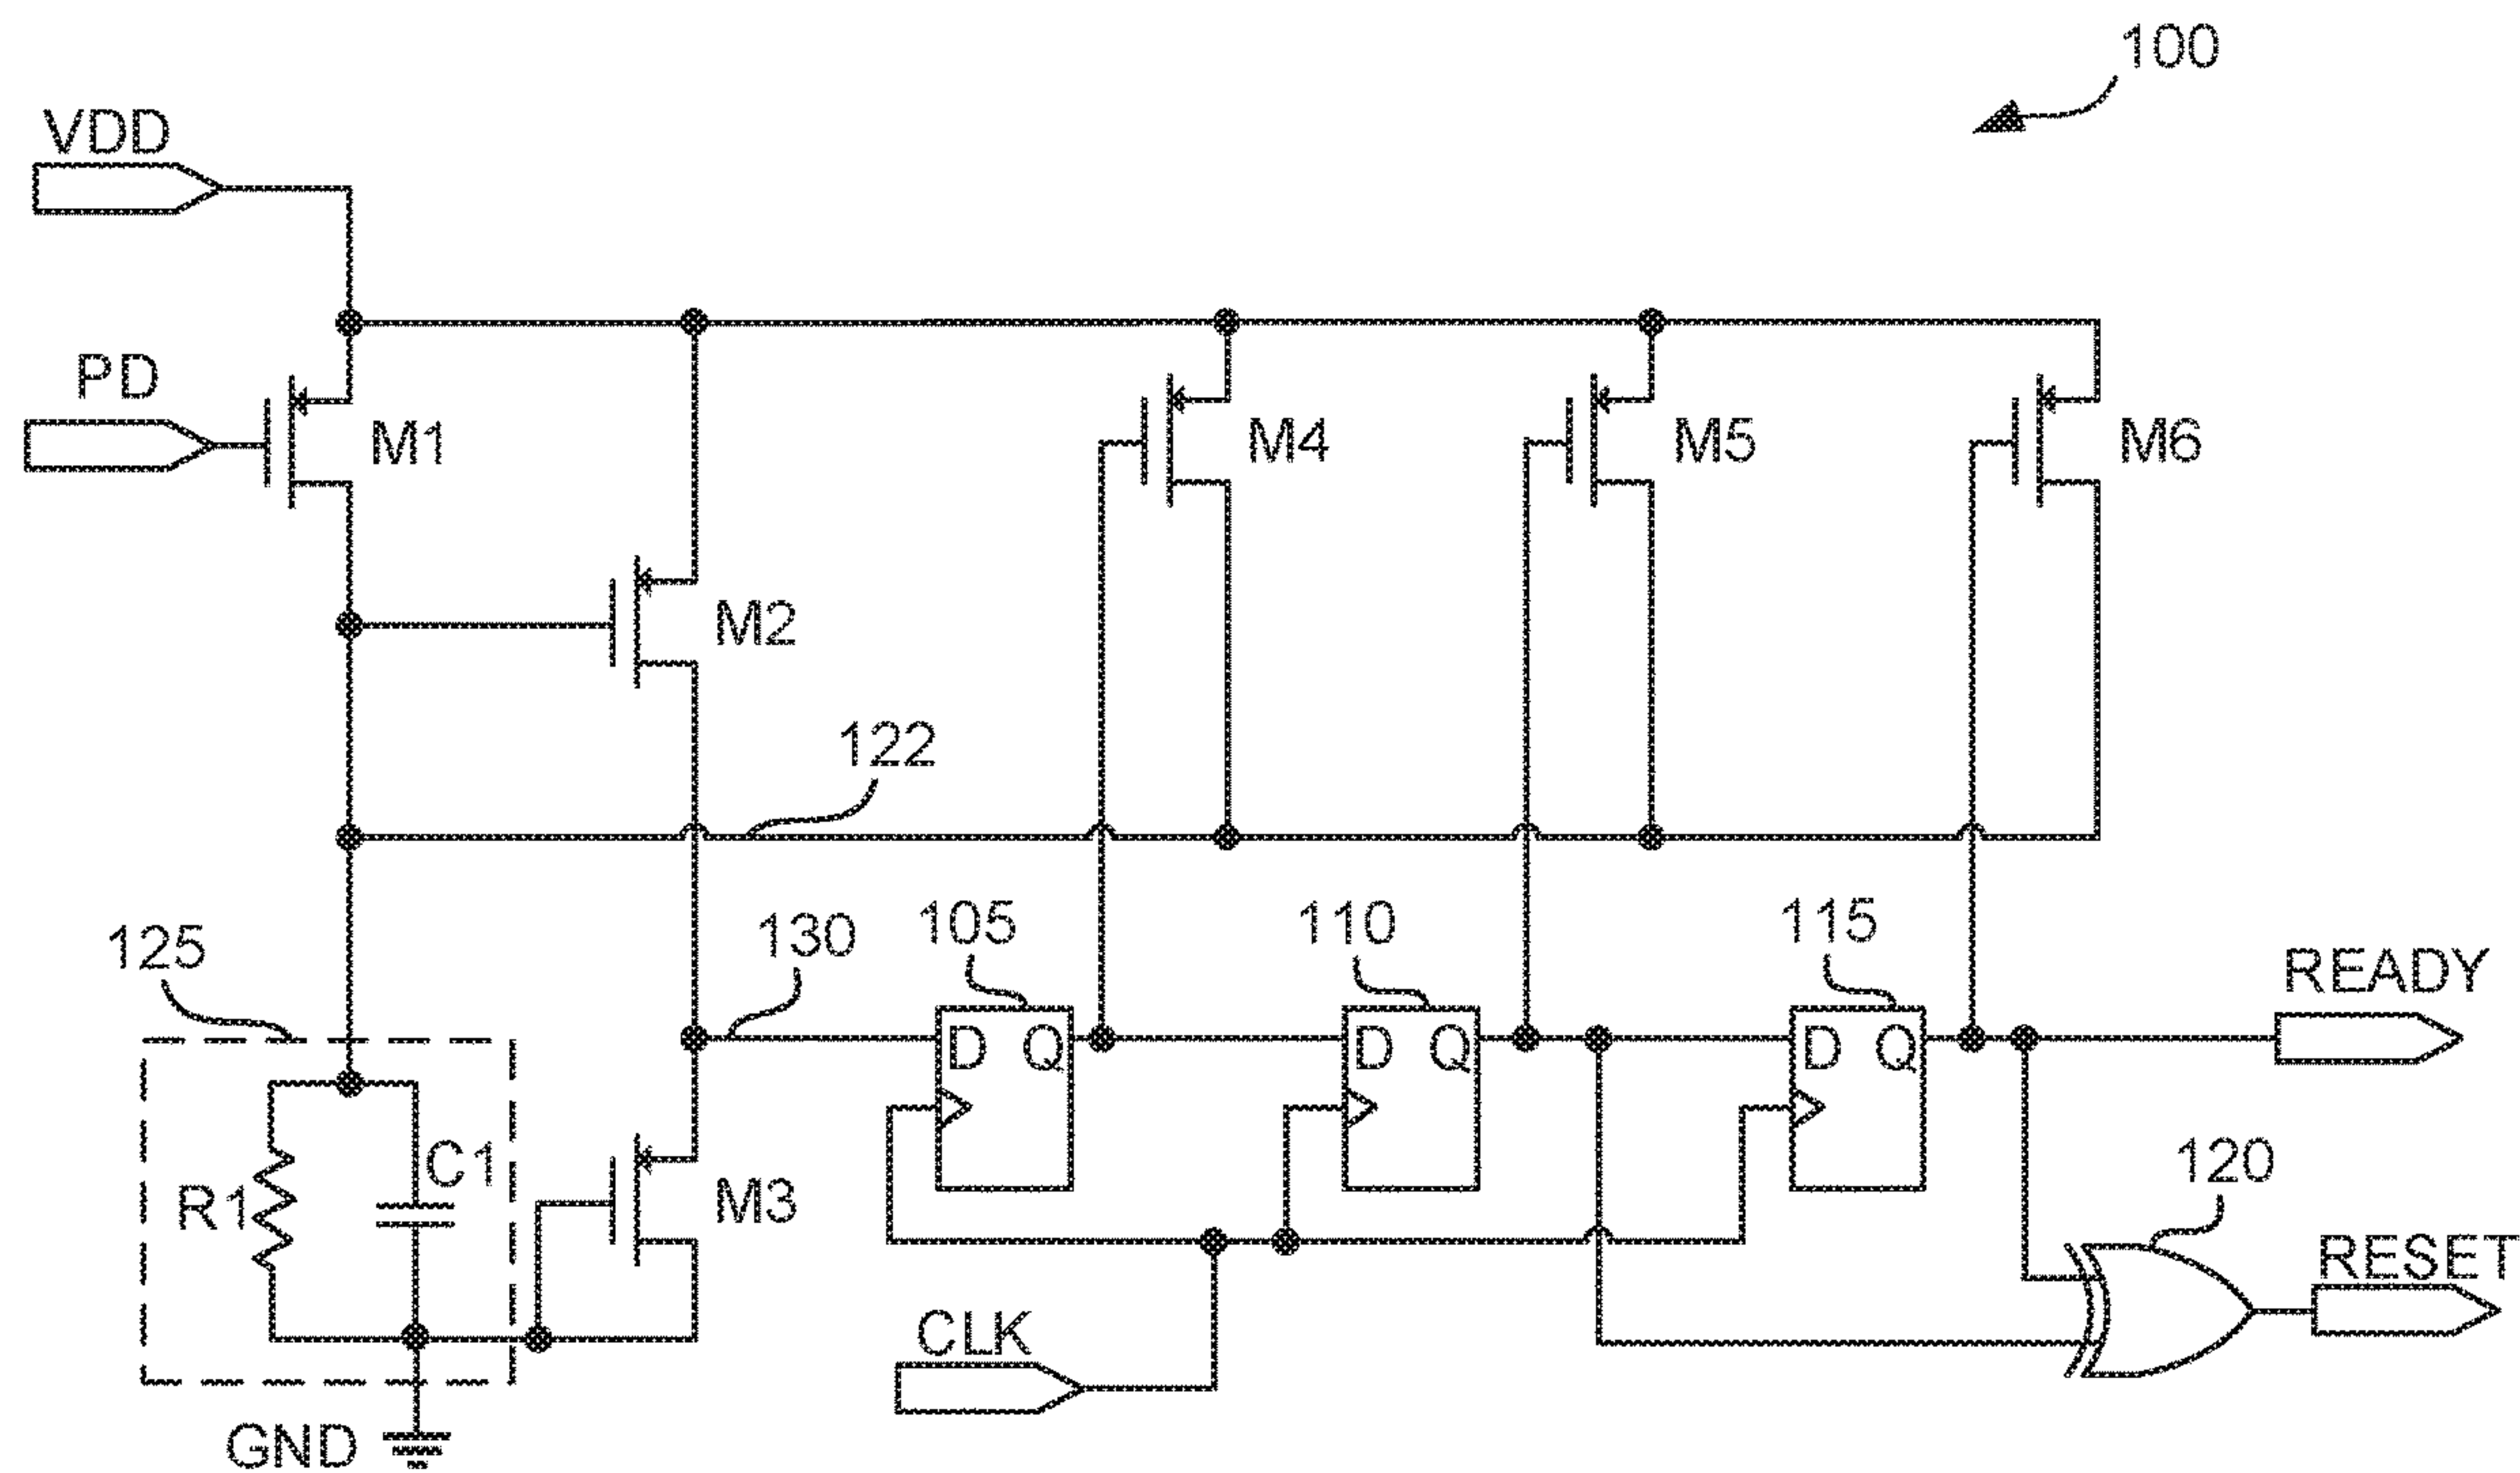 100
VDD
PD
M1
M4
M5
M6
M2
122
125
130
105
110
115
READY
D Q
D Q
D Q
R1
C1
M3
120
RESET
CLK
GND